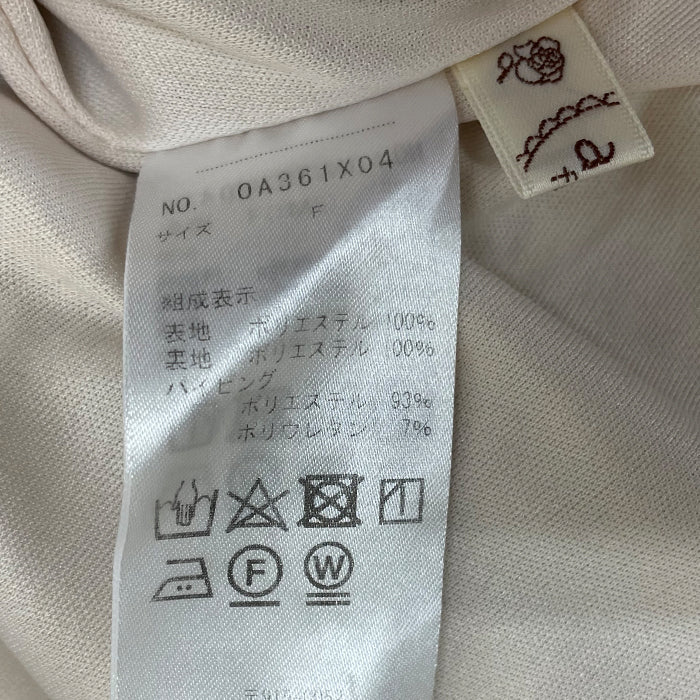 NO. 0A361X04
サイズ F
組成表示
表地 ポリエステル 100%
裏地 ポリエステル 100%
パイピング
ポリエステル 93%
ポリウレタン 7%
F
W